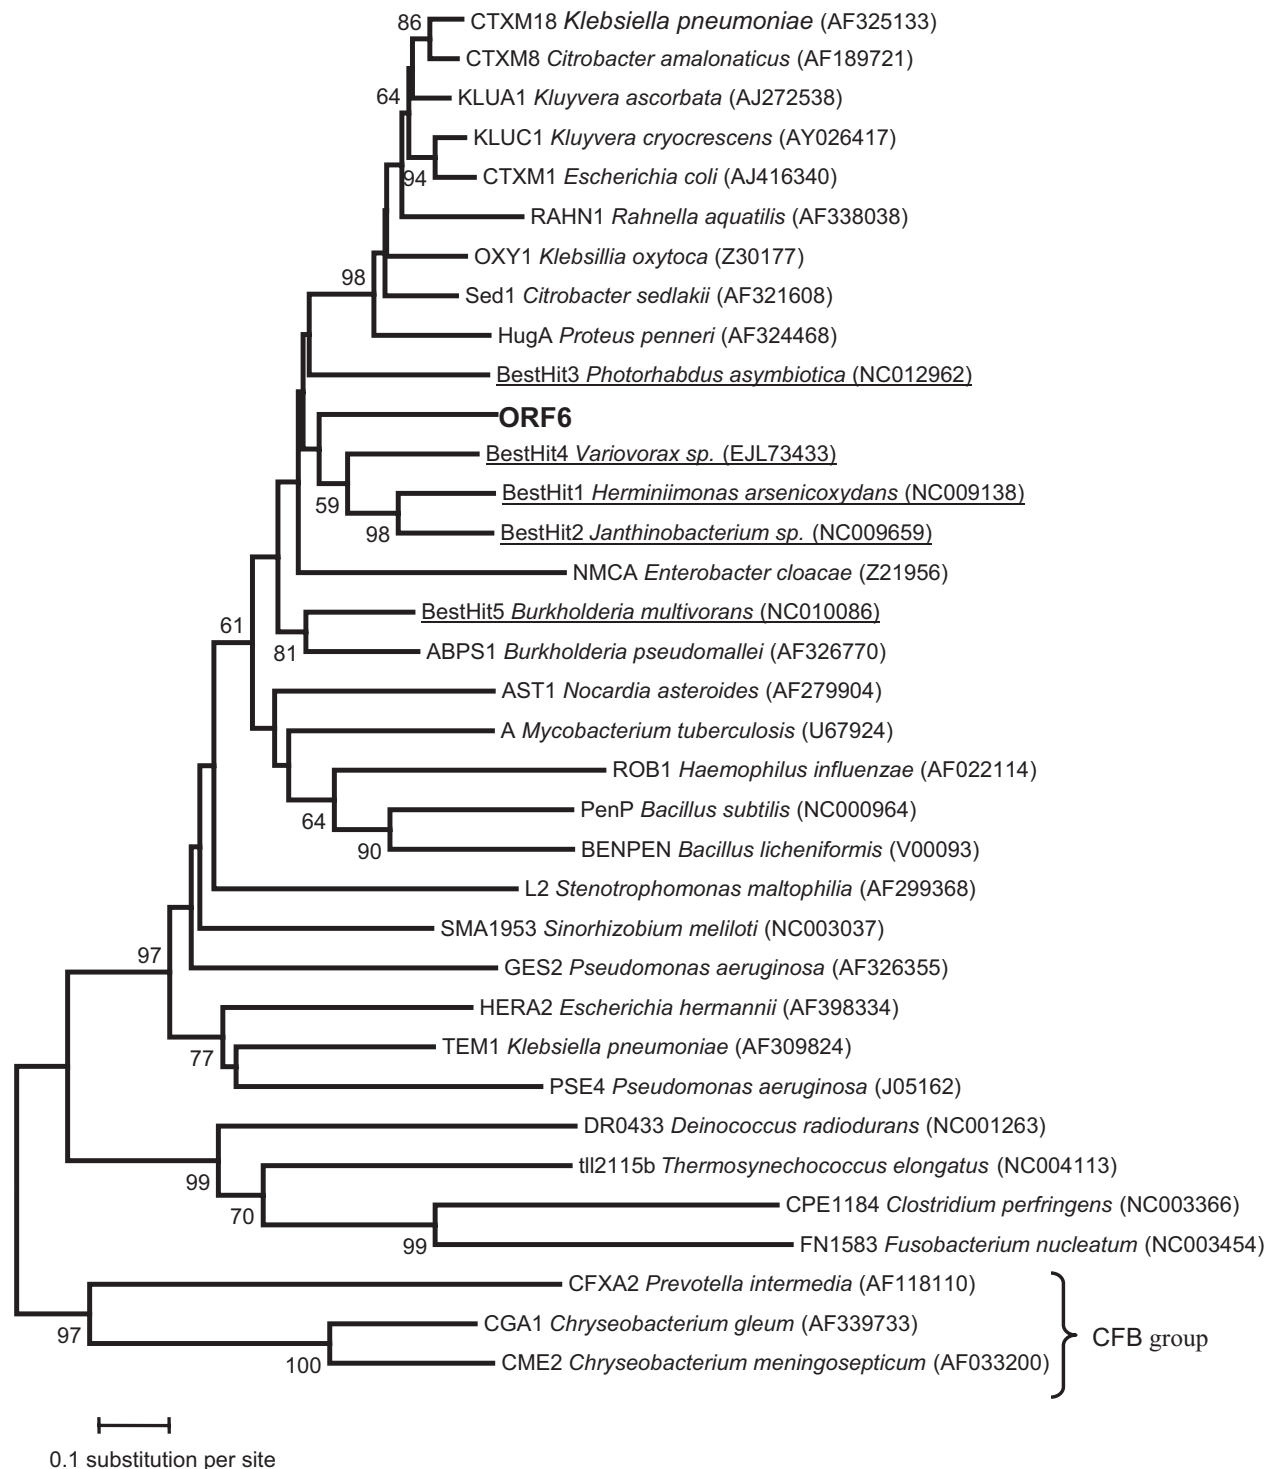 86
CTXM18 Klebsiella pneumoniae (AF325133)
CTXM8 Citrobacter amalonaticus (AF189721)
64
KLUA1 Kluyvera ascorbata (AJ272538)
KLUC1 Kluyvera cryocrescens (AY026417)
94
CTXM1 Escherichia coli (AJ416340)
RAHN1 Rahnella aquatilis (AF338038)
OXY1 Klebsillia oxytoca (Z30177)
98
Sed1 Citrobacter sedlakii (AF321608)
HugA Proteus penneri (AF324468)
BestHit3 Photorhabdus asymbiotica (NC012962)
ORF6
BestHit4 Variovorax sp. (EJL73433)
59
BestHit1 Herminiimonas arsenicoxydans (NC009138)
98
BestHit2 Janthinobacterium sp. (NC009659)
NMCA Enterobacter cloacae (Z21956)
BestHit5 Burkholderia multivorans (NC010086)
61
81
ABPS1 Burkholderia pseudomallei (AF326770)
AST1 Nocardia asteroides (AF279904)
A Mycobacterium tuberculosis (U67924)
ROB1 Haemophilus influenzae (AF022114)
64
PenP Bacillus subtilis (NC000964)
90
BENPEN Bacillus licheniformis (V00093)
L2 Stenotrophomonas maltophilia (AF299368)
SMA1953 Sinorhizobium meliloti (NC003037)
97
GES2 Pseudomonas aeruginosa (AF326355)
HERA2 Escherichia hermannii (AF398334)
77
TEM1 Klebsiella pneumoniae (AF309824)
PSE4 Pseudomonas aeruginosa (J05162)
DR0433 Deinococcus radiodurans (NC001263)
99
tll2115b Thermosynechococcus elongatus (NC004113)
70
CPE1184 Clostridium perfringens (NC003366)
99
FN1583 Fusobacterium nucleatum (NC003454)
CFXA2 Prevotella intermedia (AF118110)
97
CGA1 Chryseobacterium gleum (AF339733)
CFB group
100
CME2 Chryseobacterium meningosepticum (AF033200)
0.1 substitution per site